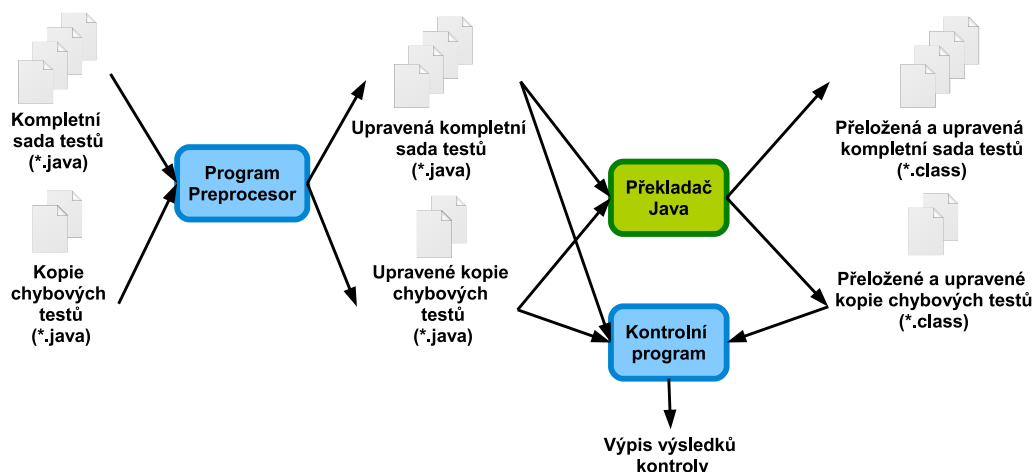 Kompletní
sada testů
(*.java)
Kopie
chybových
testů
(*.java)
Program
Preprocesor
Upravená kompletní
sada testů
(*.java)
Upravené kopie
chybových
testů
(*.java)
Překladač
Java
Kontrolní
program
Výpis výsledků
kontroly
Přeložená a upravená
kompletní sada testů
(*.class)
Přeložené a upravené
kopie chybových testů
(*.class)